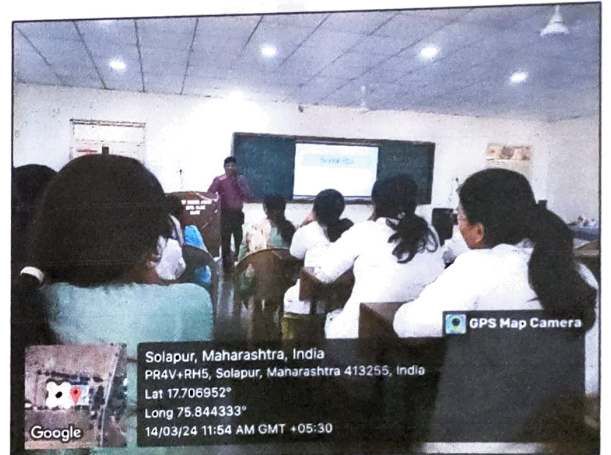 GPS Map Camera
Solapur, Maharashtra, India
PR4V+RH5, Solapur, Maharashtra 413255, India
Lat 17.706952°
Long 75.844333°
14/03/24 11:54 AM GMT +05:30
Google